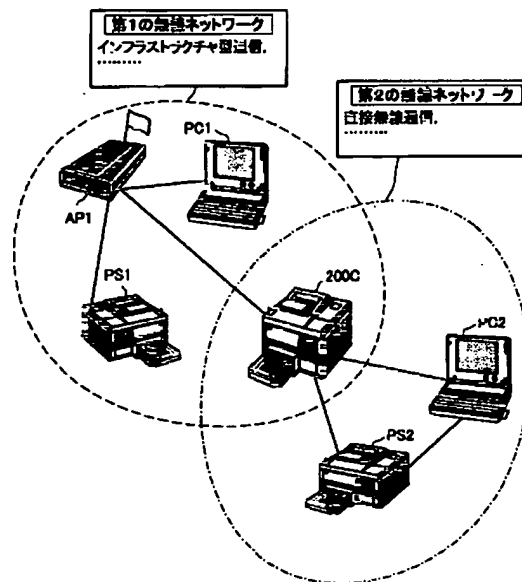 第1の無線ネットワーク
インフラストラクチャ型通信.
………
第2の無線ネットワーク
直接無線通信.
………
PC1
AP1
PS1
200C
PC2
PS2